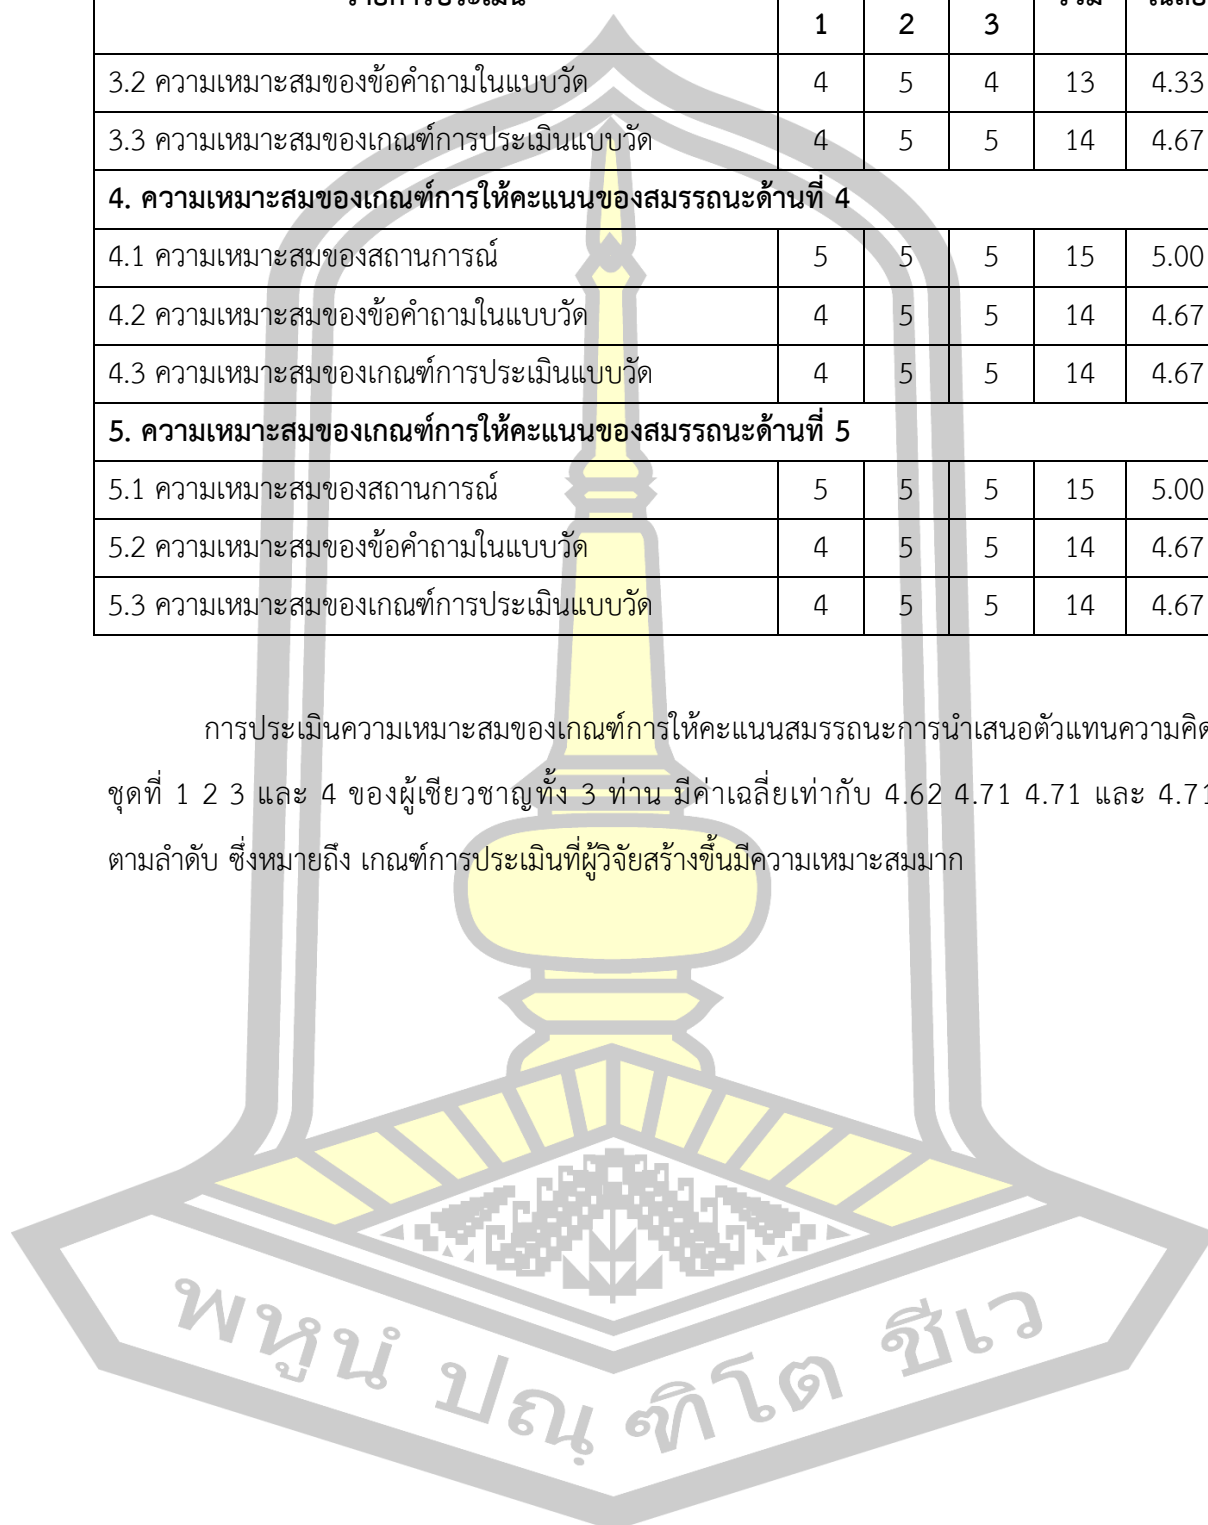 1 2 3
3.2 ความเหมาะสมของข้อคำถามในแบบวัด 4 5 4 13 4.33
3.3 ความเหมาะสมของเกณฑ์การประเมินแบบวัด 4 5 5 14 4.67
4. ความเหมาะสมของเกณฑ์การให้คะแนนของสมรรถนะด้านที่ 4
4.1 ความเหมาะสมของสถานการณ์ 5 5 5 15 5.00
4.2 ความเหมาะสมของข้อคำถามในแบบวัด 4 5 5 14 4.67
4.3 ความเหมาะสมของเกณฑ์การประเมินแบบวัด 4 5 5 14 4.67
5. ความเหมาะสมของเกณฑ์การให้คะแนนของสมรรถนะด้านที่ 5
5.1 ความเหมาะสมของสถานการณ์ 5 5 5 15 5.00
5.2 ความเหมาะสมของข้อคำถามในแบบวัด 4 5 5 14 4.67
5.3 ความเหมาะสมของเกณฑ์การประเมินแบบวัด 4 5 5 14 4.67
การประเมินความเหมาะสมของเกณฑ์การให้คะแนนสมรรถนะการนำเสนอตัวแทนความคิด
ชุดที่ 1 2 3 และ 4 ของผู้เชียวชาญทั้ง 3 ท่าน มีค่าเฉลี่ยเท่ากับ 4.62 4.71 4.71 และ 4.71
ตามลำดับ ซึ่งหมายถึง เกณฑ์การประเมินที่ผู้วิจัยสร้างขึ้นมีความเหมาะสมมาก
พหูนํ ปณฺฑิโต ชีเว